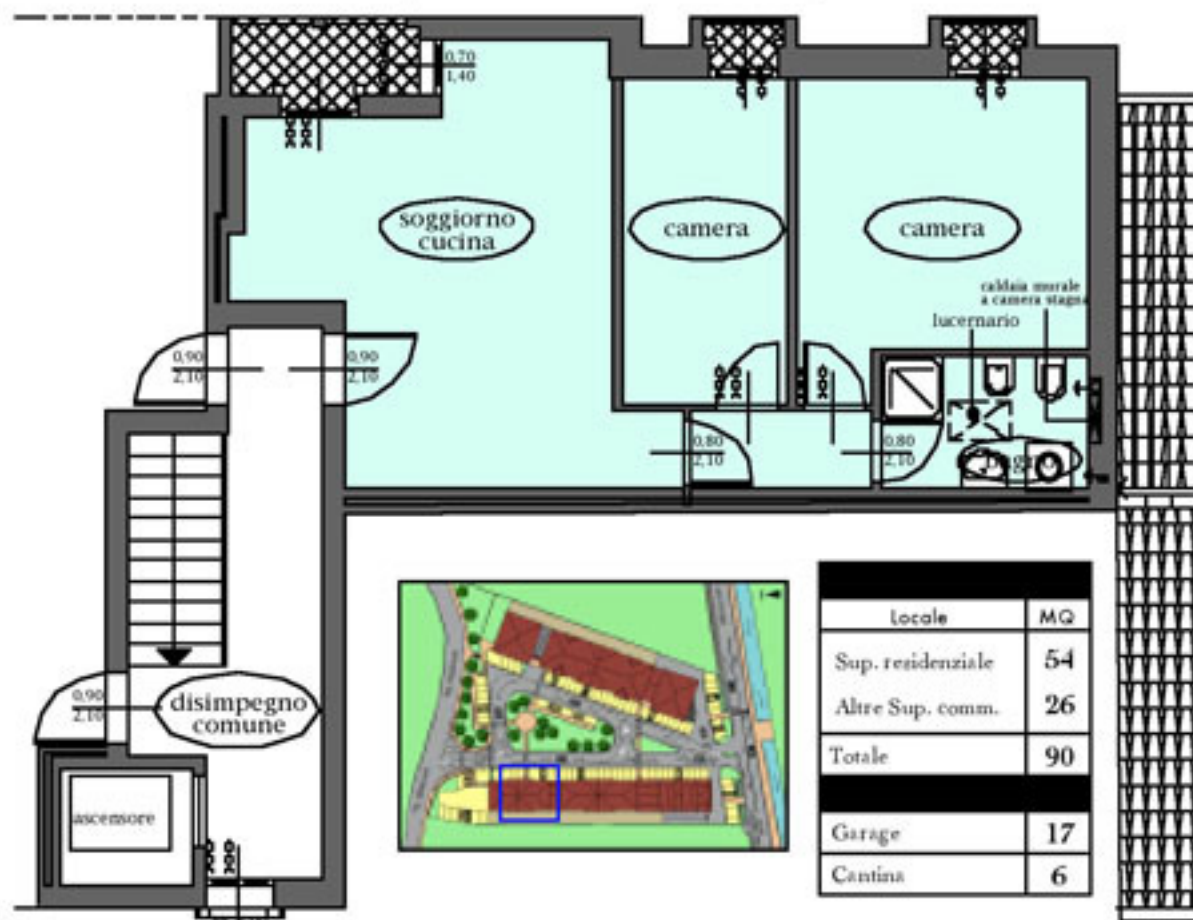 0,70
1,40
soggiorno
cucina
camera
camera
caldaia murale
a camera stagna
lucernario
0,90
2,10
0,90
2,10
0,80
2,10
0,80
2,10
0,90
2,10
disimpegno
comune
ascensore
Locale MQ
Sup. residenziale 54
Altre Sup. comm. 26
Totale 90
Garage 17
Cantina 6